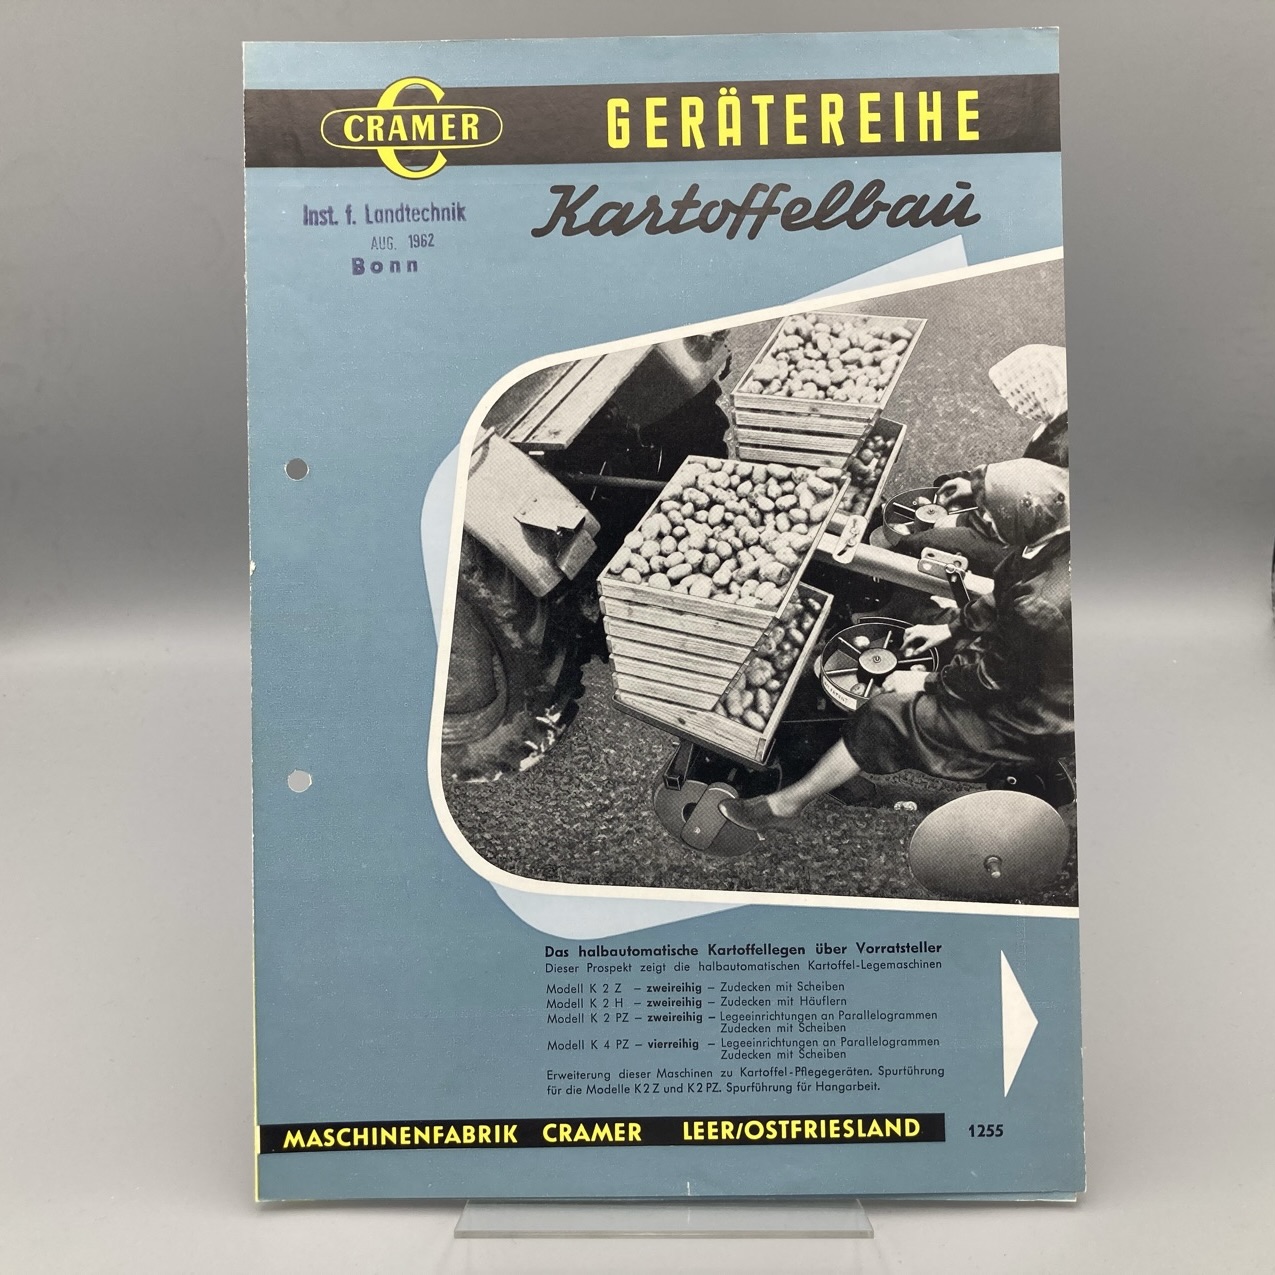 CRAMER
GERÄTEREIHE
Kartoffelbau
Inst. f. Landtechnik
AUG. 1962
Bonn
Das halbautomatische Kartoffellegen über Vorratsteller
Dieser Prospekt zeigt die halbautomatischen Kartoffel-Legemaschinen
Modell K 2 Z – zweireihig – Zudecken mit Scheiben
Modell K 2 H – zweireihig – Zudecken mit Häuflern
Modell K 2 PZ – zweireihig – Legeeinrichtungen an Parallelogrammen
Zudecken mit Scheiben
Modell K 4 PZ – vierreihig – Legeeinrichtungen an Parallelogrammen
Zudecken mit Scheiben
Erweiterung dieser Maschinen zu Kartoffel-Pflegegeräten. Spurführung
für die Modelle K2Z und K2PZ. Spurführung für Hangarbeit.
MASCHINENFABRIK CRAMER LEER/OSTFRIESLAND
1255